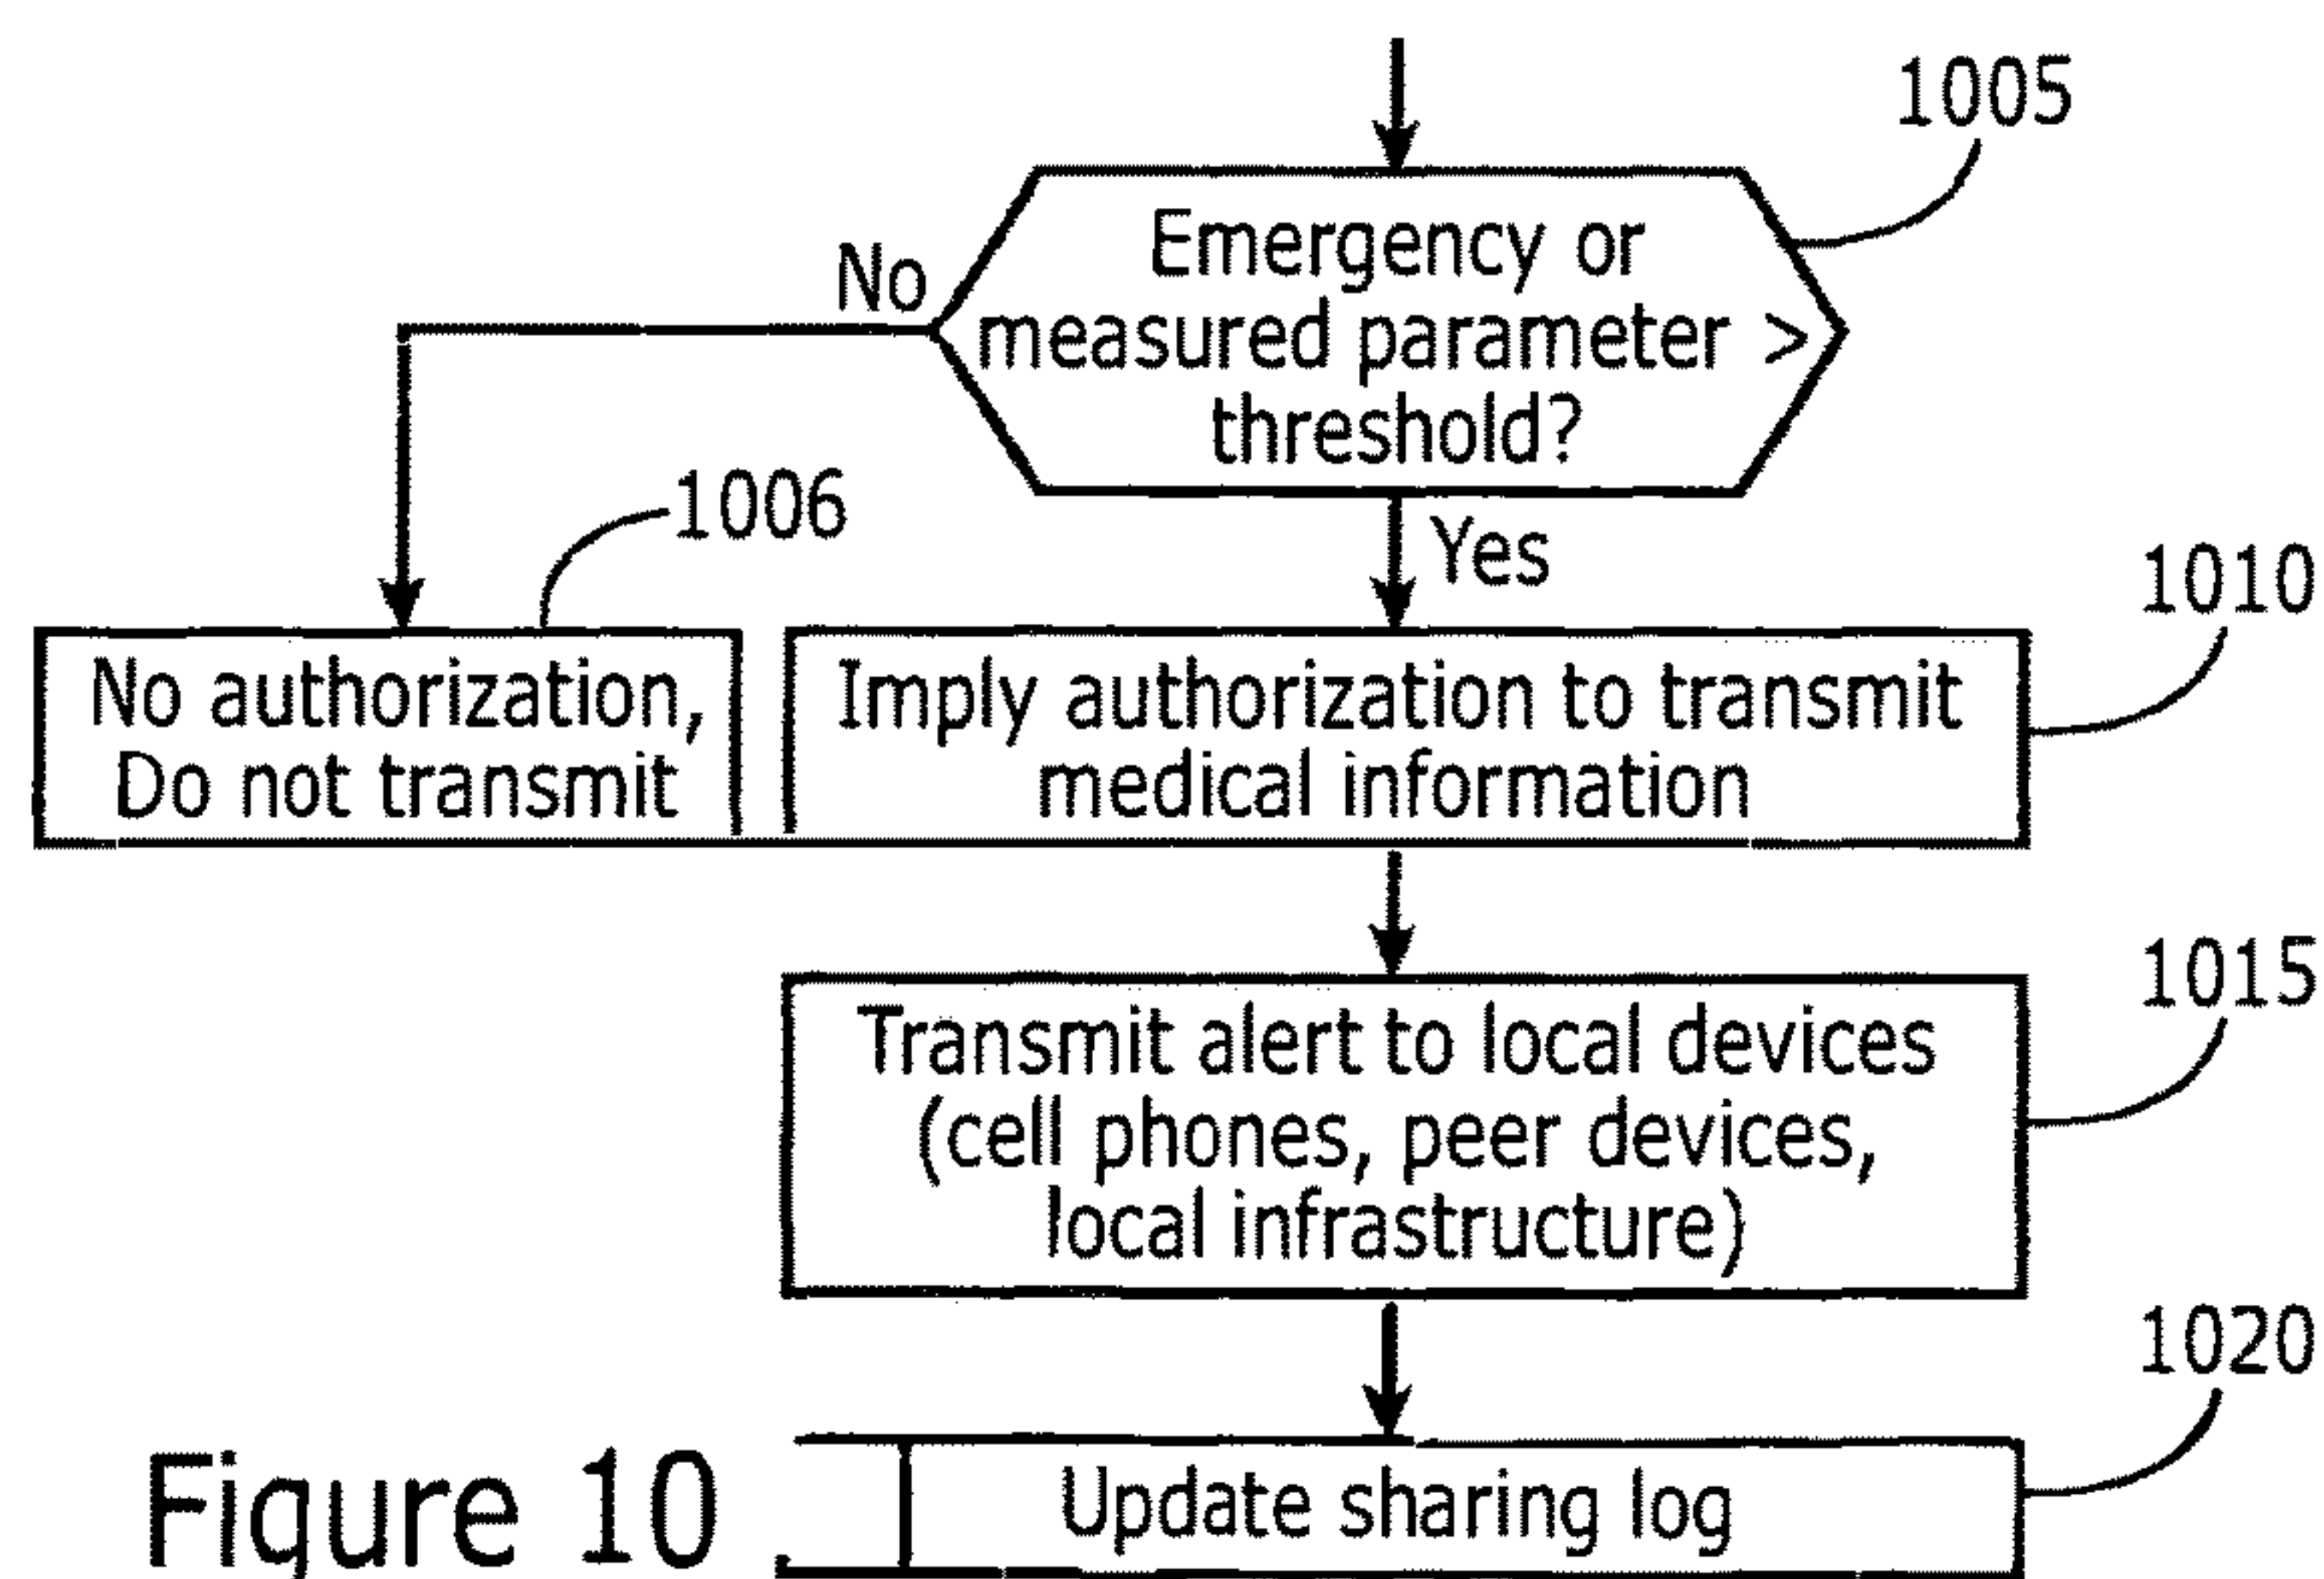 1005
Emergency or
measured parameter >
threshold?
No
Yes
1006
No authorization,
Do not transmit
1010
Imply authorization to transmit
medical information
1015
Transmit alert to local devices
(cell phones, peer devices,
local infrastructure)
1020
Update sharing log
Figure 10